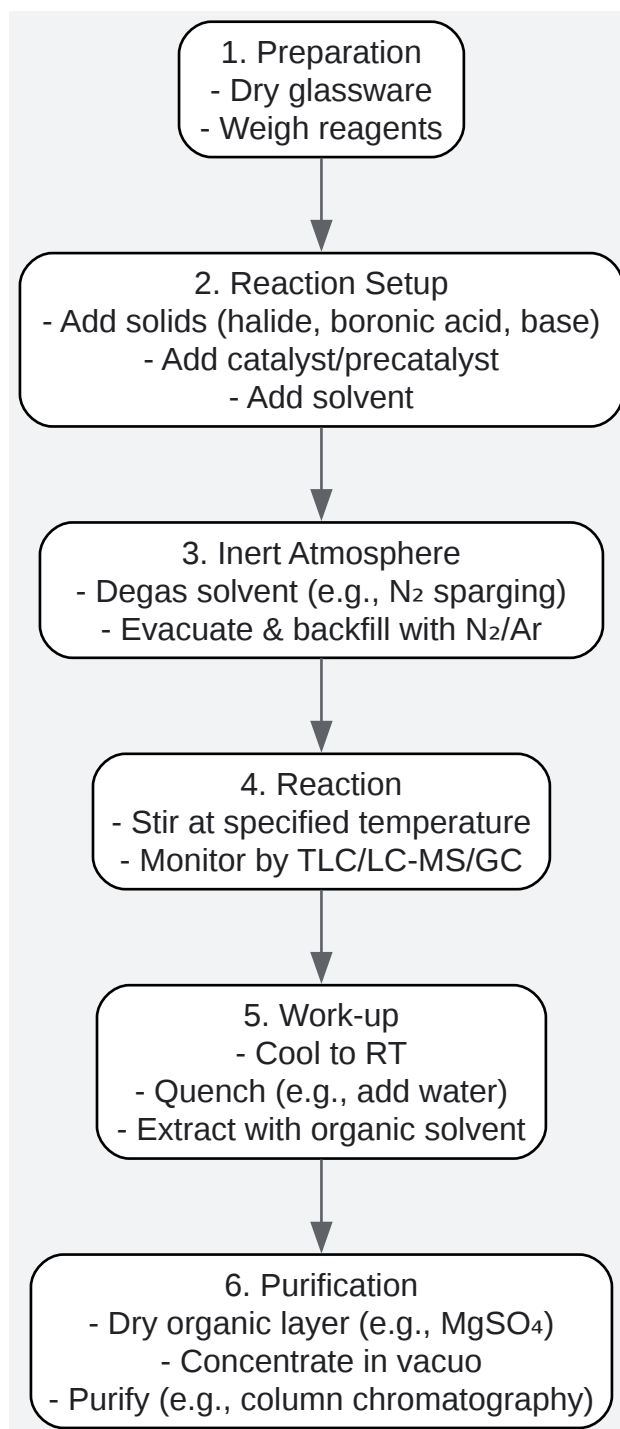 1. Preparation
- Dry glassware
- Weigh reagents
2. Reaction Setup
- Add solids (halide, boronic acid, base)
- Add catalyst/precatalyst
- Add solvent
3. Inert Atmosphere
- Degas solvent (e.g., N₂ sparging)
- Evacuate & backfill with N₂/Ar
4. Reaction
- Stir at specified temperature
- Monitor by TLC/LC-MS/GC
5. Work-up
- Cool to RT
- Quench (e.g., add water)
- Extract with organic solvent
6. Purification
- Dry organic layer (e.g., MgSO₄)
- Concentrate in vacuo
- Purify (e.g., column chromatography)